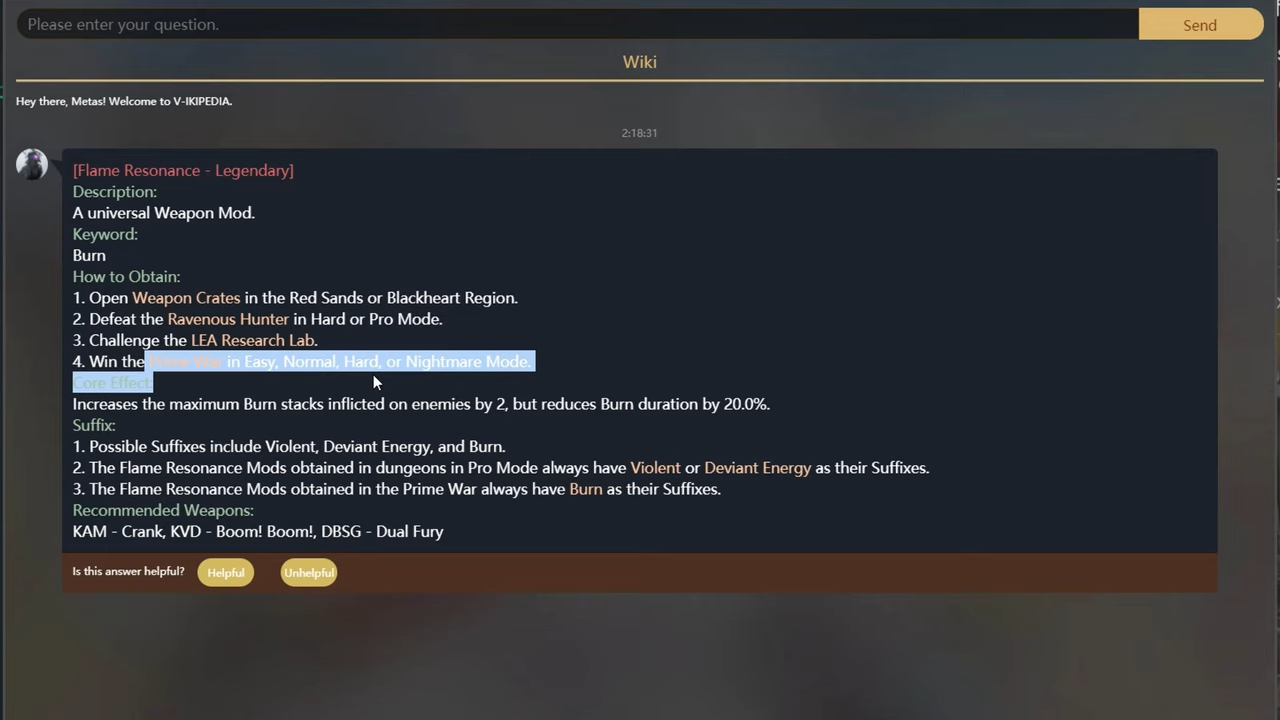 Please enter your question.
Send
Wiki
Hey there, Metas! Welcome to V-IKIPEDIA.
2:18:31
[Flame Resonance - Legendary]
Description:
A universal Weapon Mod.
Keyword:
Burn
How to Obtain:
1. Open Weapon Crates in the Red Sands or Blackheart Region.
2. Defeat the Ravenous Hunter in Hard or Pro Mode.
3. Challenge the LEA Research Lab.
4. Win the Prime War in Easy, Normal, Hard, or Nightmare Mode.
Core Effect:
Increases the maximum Burn stacks inflicted on enemies by 2, but reduces Burn duration by 20.0%.
Suffix:
1. Possible Suffixes include Violent, Deviant Energy, and Burn.
2. The Flame Resonance Mods obtained in dungeons in Pro Mode always have Violent or Deviant Energy as their Suffixes.
3. The Flame Resonance Mods obtained in the Prime War always have Burn as their Suffixes.
Recommended Weapons:
KAM - Crank, KVD - Boom! Boom!, DBSG - Dual Fury
Is this answer helpful? Helpful Unhelpful